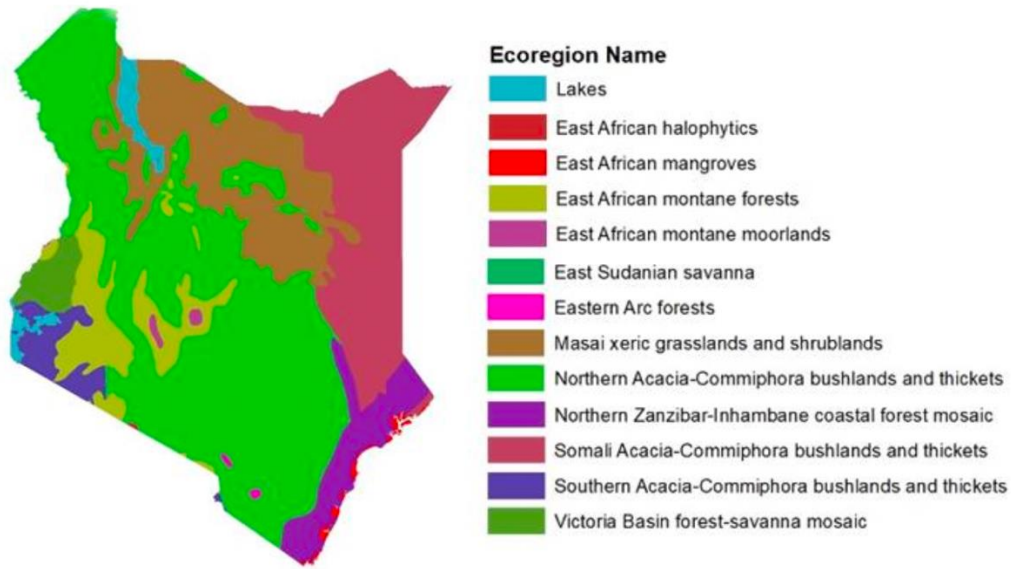 Ecoregion Name
Lakes
East African halophytics
East African mangroves
East African montane forests
East African montane moorlands
East Sudanian savanna
Eastern Arc forests
Masai xeric grasslands and shrublands
Northern Acacia-Commiphora bushlands and thickets
Northern Zanzibar-Inhambane coastal forest mosaic
Somali Acacia-Commiphora bushlands and thickets
Southern Acacia-Commiphora bushlands and thickets
Victoria Basin forest-savanna mosaic